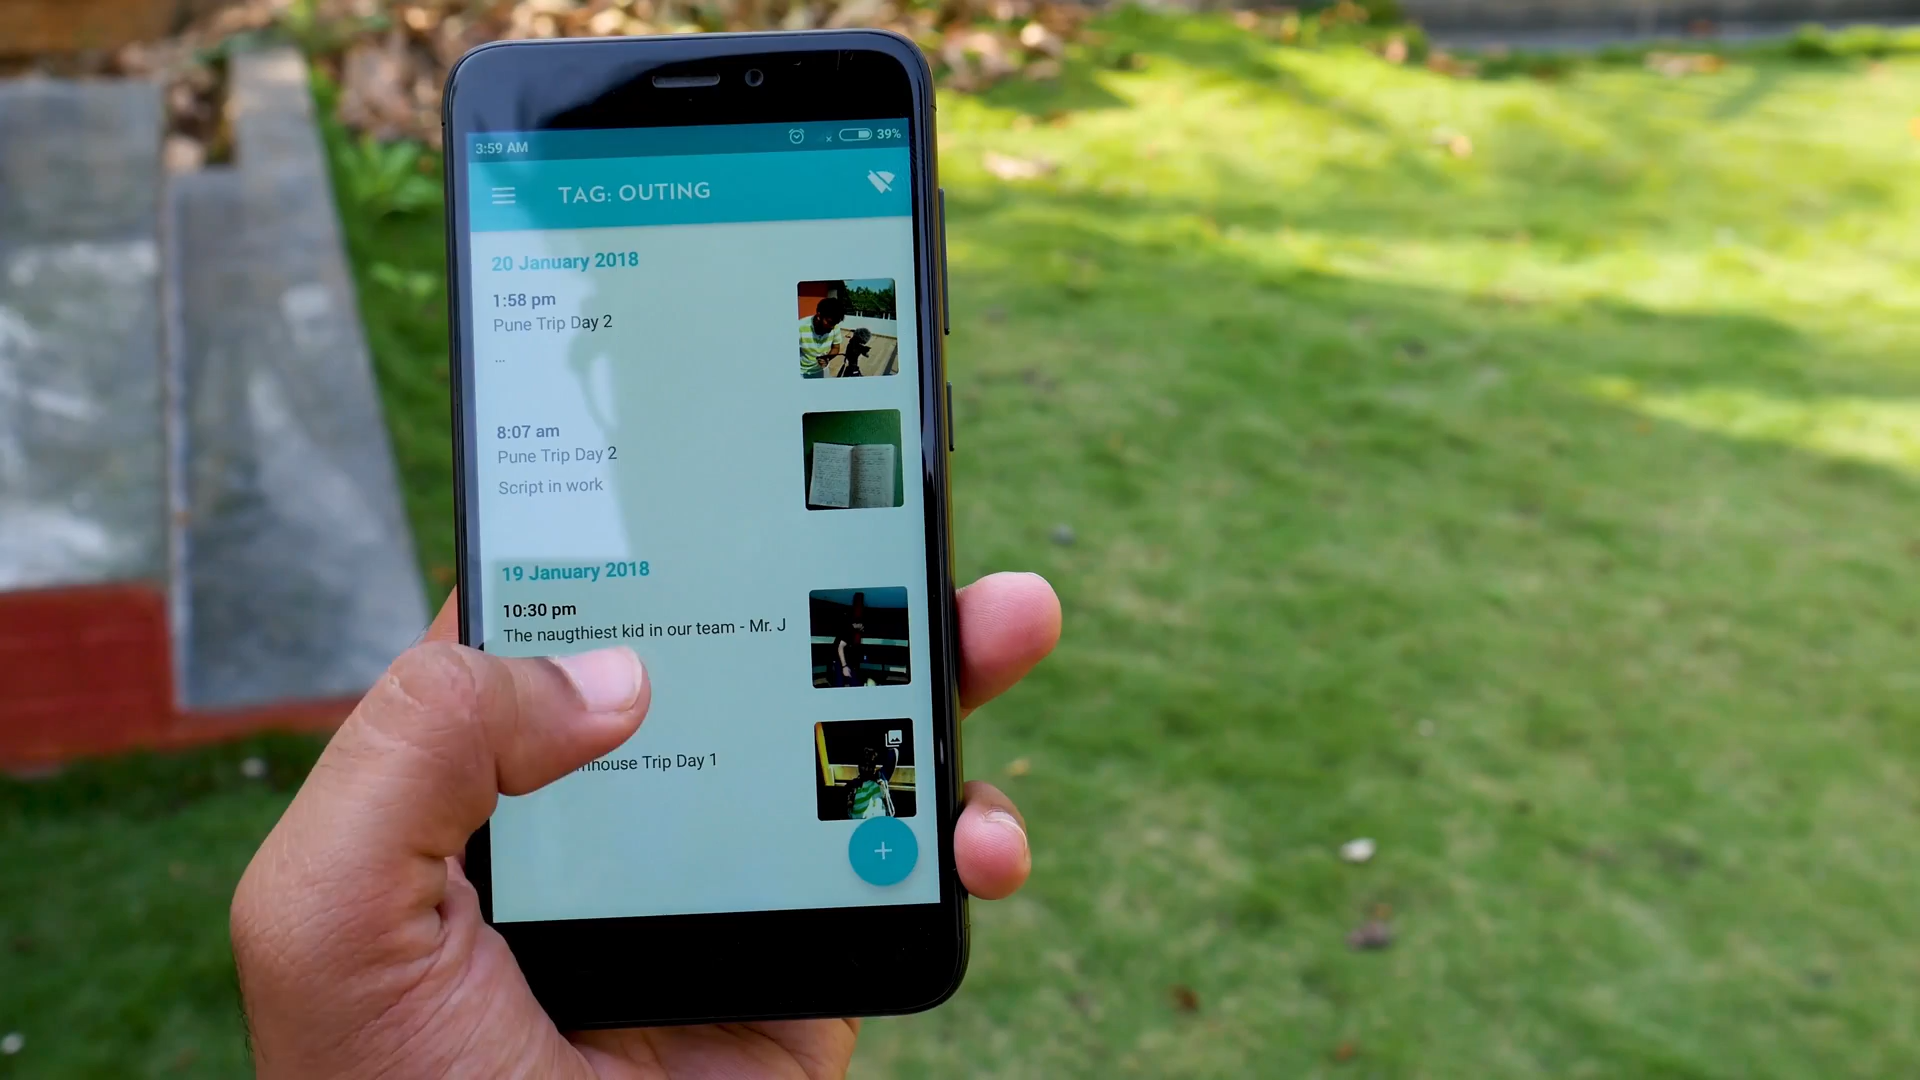 3:59 AM
39%
TAG: OUTING
20 January 2018
1:58 pm
Pune Trip Day 2
...
8:07 am
Pune Trip Day 2
Script in work
19 January 2018
10:30 pm
The naugthiest kid in our team - Mr. J
Trip Day 1
+